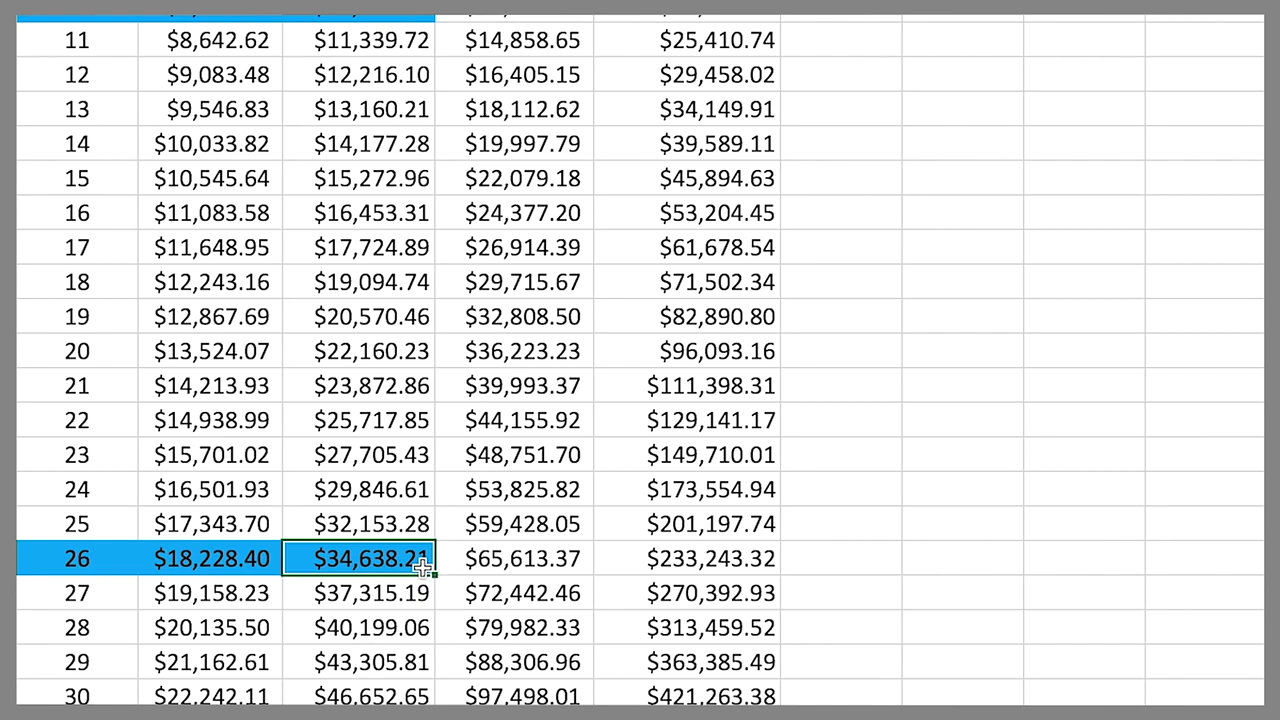 11 $8,642.62 $11,339.72 $14,858.65 $25,410.74
12 $9,083.48 $12,216.10 $16,405.15 $29,458.02
13 $9,546.83 $13,160.21 $18,112.62 $34,149.91
14 $10,033.82 $14,177.28 $19,997.79 $39,589.11
15 $10,545.64 $15,272.96 $22,079.18 $45,894.63
16 $11,083.58 $16,453.31 $24,377.20 $53,204.45
17 $11,648.95 $17,724.89 $26,914.39 $61,678.54
18 $12,243.16 $19,094.74 $29,715.67 $71,502.34
19 $12,867.69 $20,570.46 $32,808.50 $82,890.80
20 $13,524.07 $22,160.23 $36,223.23 $96,093.16
21 $14,213.93 $23,872.86 $39,993.37 $111,398.31
22 $14,938.99 $25,717.85 $44,155.92 $129,141.17
23 $15,701.02 $27,705.43 $48,751.70 $149,710.01
24 $16,501.93 $29,846.61 $53,825.82 $173,554.94
25 $17,343.70 $32,153.28 $59,428.05 $201,197.74
26 $18,228.40 $34,638.21 $65,613.37 $233,243.32
27 $19,158.23 $37,315.19 $72,442.46 $270,392.93
28 $20,135.50 $40,199.06 $79,982.33 $313,459.52
29 $21,162.61 $43,305.81 $88,306.96 $363,385.49
30 $22,242.11 $46,652.65 $97,498.01 $421,263.38